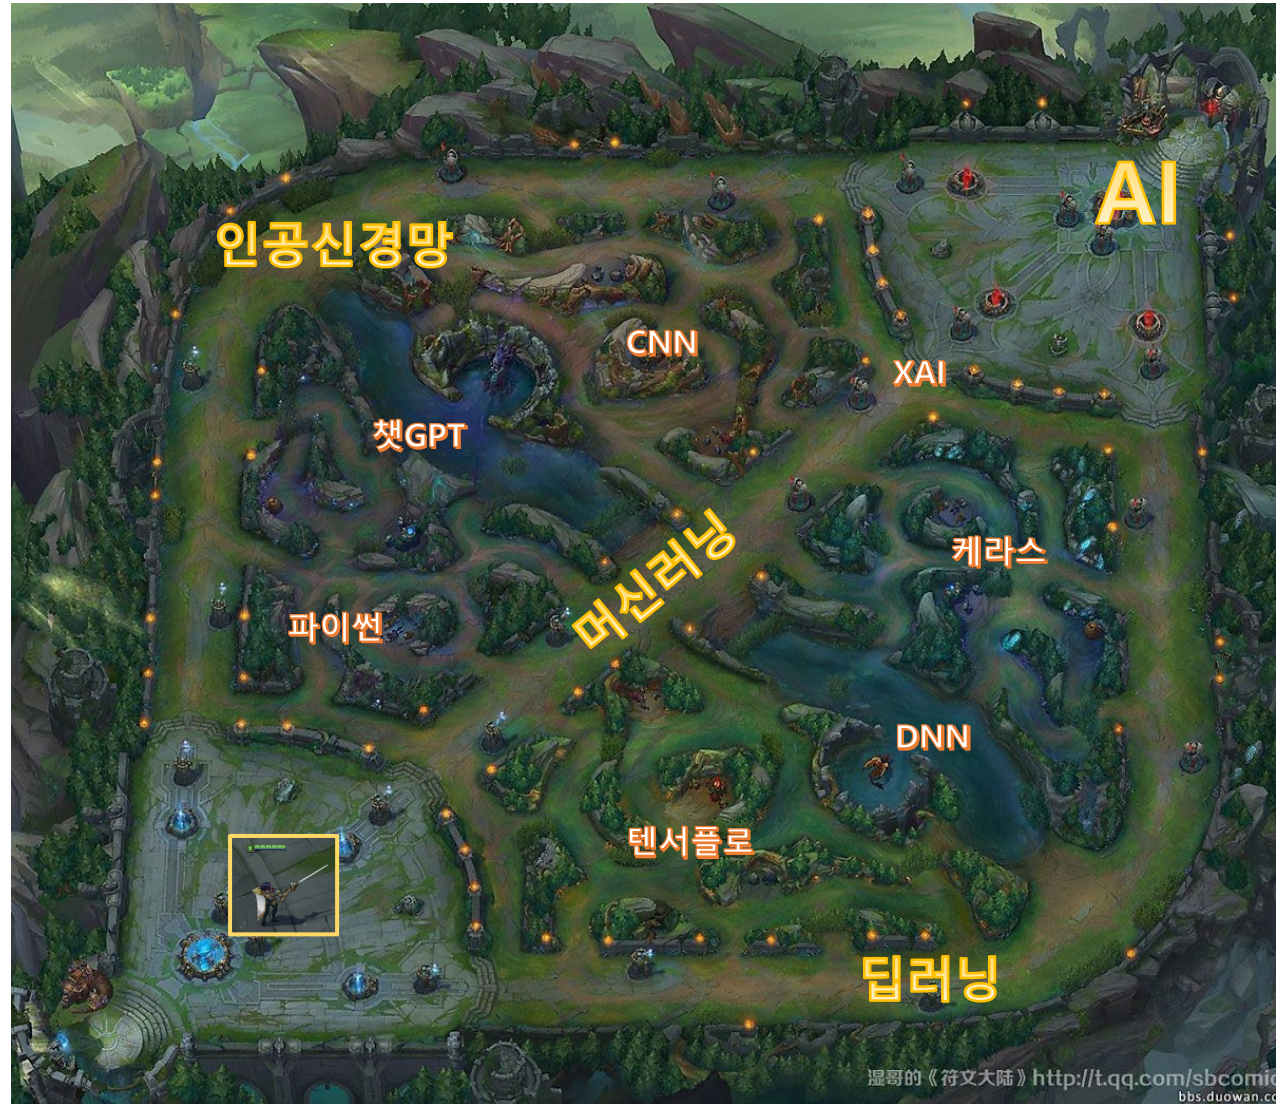 AI
인공신경망
CNN
XAI
챗GPT
머신러닝
케라스
파이썬
DNN
텐서플로
딥러닝
湿哥的《符文大陆》http://t.qq.com/sbcomic
bbs.duowan.co